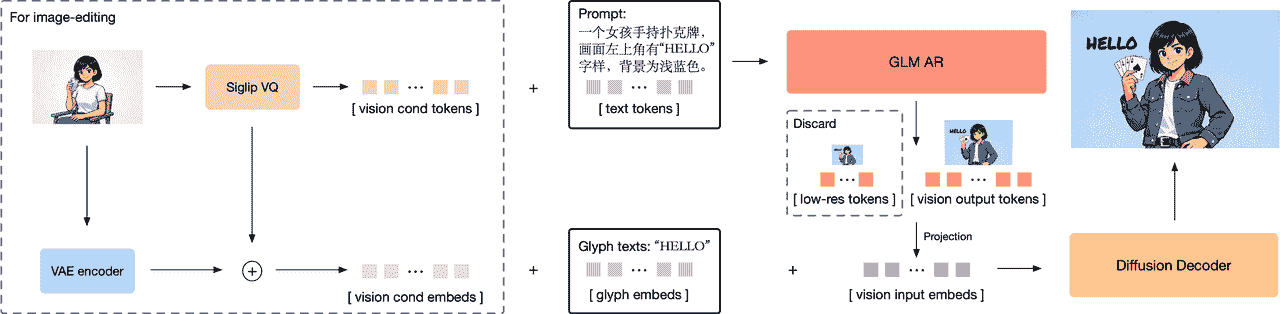 For image-editing
Siglip VQ
[ vision cond tokens ]
+
Prompt:
一个女孩手持扑克牌，
画面左上角有“HELLO”
字样，背景为浅蓝色。
[ text tokens ]
GLM AR
Discard
[ low-res tokens ]
HELLO
[ vision output tokens ]
HELLO
VAE encoder
+
[ vision cond embeds ]
+
Glyph texts: “HELLO”
[ glyph embeds ]
+
Projection
[ vision input embeds ]
Diffusion Decoder